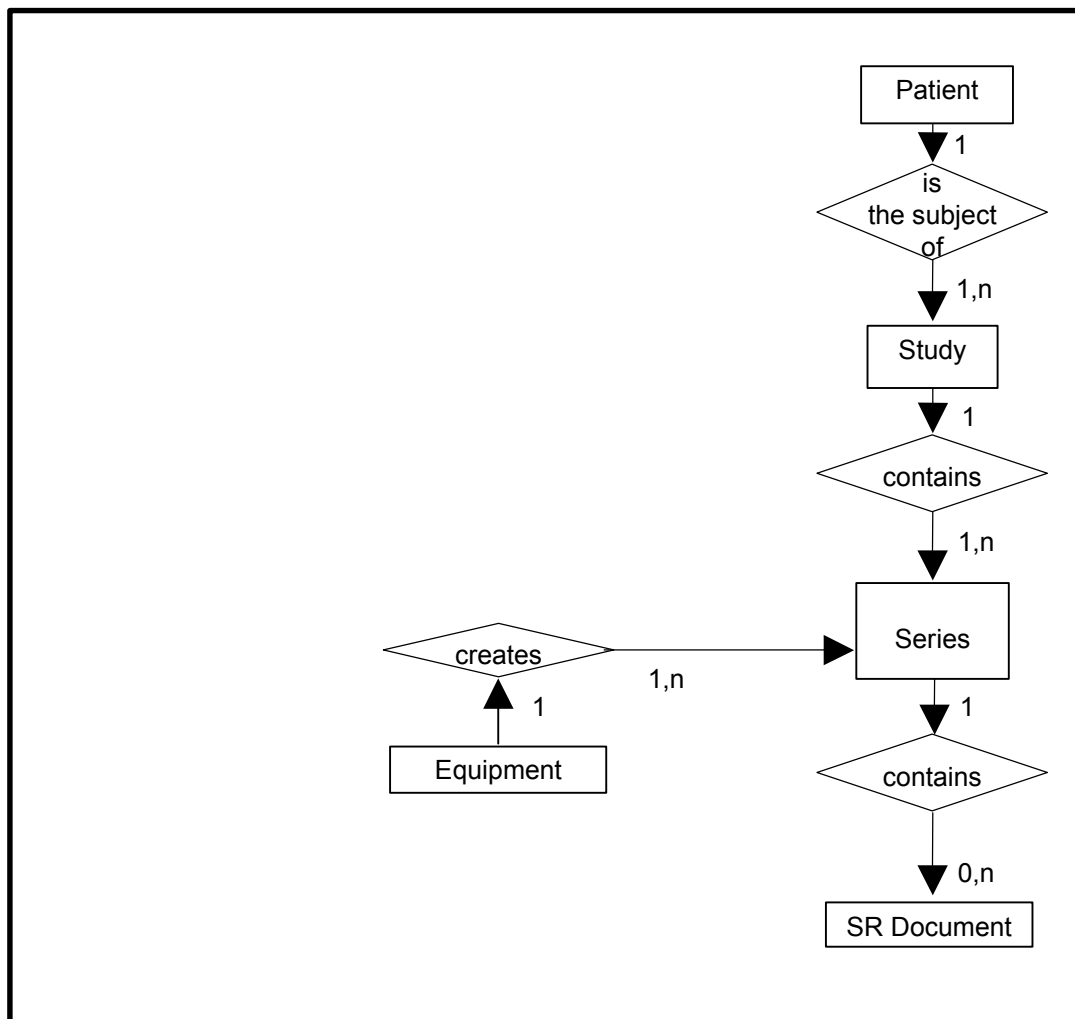 Patient
1
is
the subject
of
1,n
Study
1
contains
1,n
Series
creates
1,n
1
Equipment
1
contains
0,n
SR Document